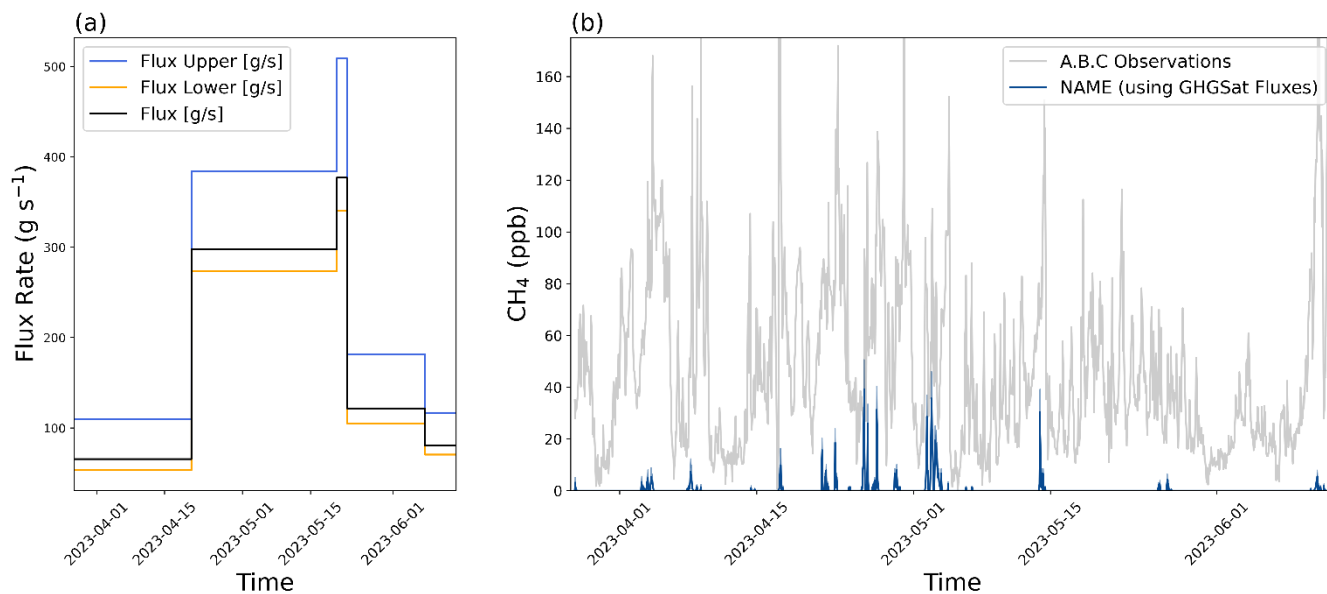 (a)
Flux Upper [g/s]
Flux Lower [g/s]
Flux [g/s]
Flux Rate (g s⁻¹)
500
400
300
200
100
2023-04-01
2023-04-15
2023-05-01
2023-05-15
2023-06-01
Time
(b)
A.B.C Observations
NAME (using GHGSat Fluxes)
CH₄ (ppb)
160
140
120
100
80
60
40
20
0
2023-04-01
2023-04-15
2023-05-01
2023-05-15
2023-06-01
Time